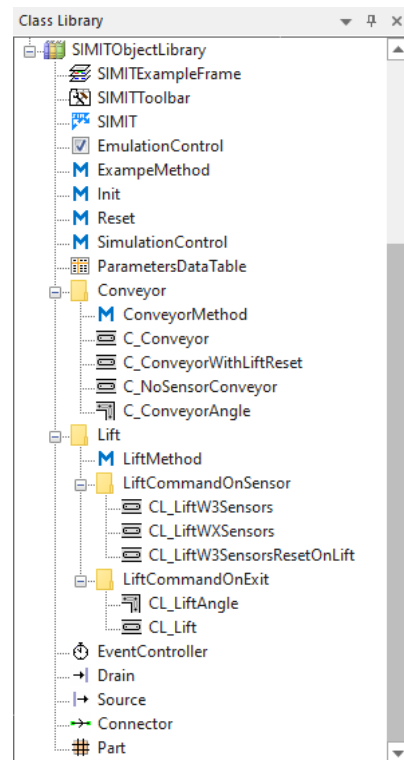 Class Library
SIMITObjectLibrary
SIMITExampleFrame
SIMITToolbar
SIMIT
EmulationControl
ExampeMethod
Init
Reset
SimulationControl
ParametersDataTable
Conveyor
ConveyorMethod
C_Conveyor
C_ConveyorWithLiftReset
C_NoSensorConveyor
C_ConveyorAngle
Lift
LiftMethod
LiftCommandOnSensor
CL_LiftW3Sensors
CL_LiftWXSensors
CL_LiftW3SensorsResetOnLift
LiftCommandOnExit
CL_LiftAngle
CL_Lift
EventController
Drain
Source
Connector
Part